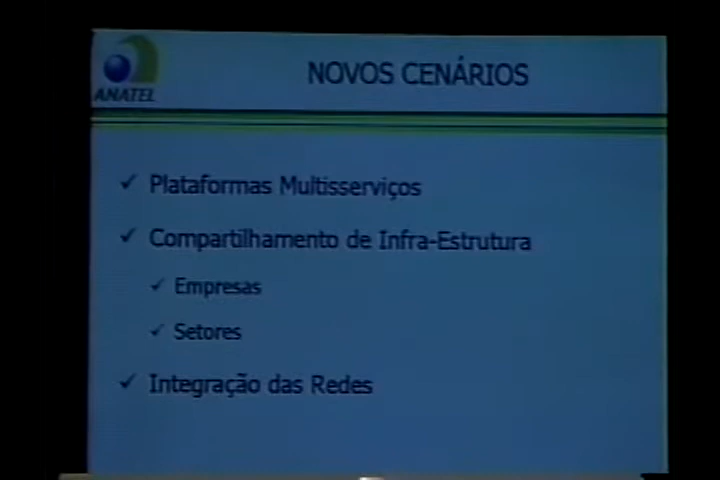 ANATEL
NOVOS CENÁRIOS
Plataformas Multisserviços
Compartilhamento de Infra-Estrutura
Empresas
Setores
Integração das Redes